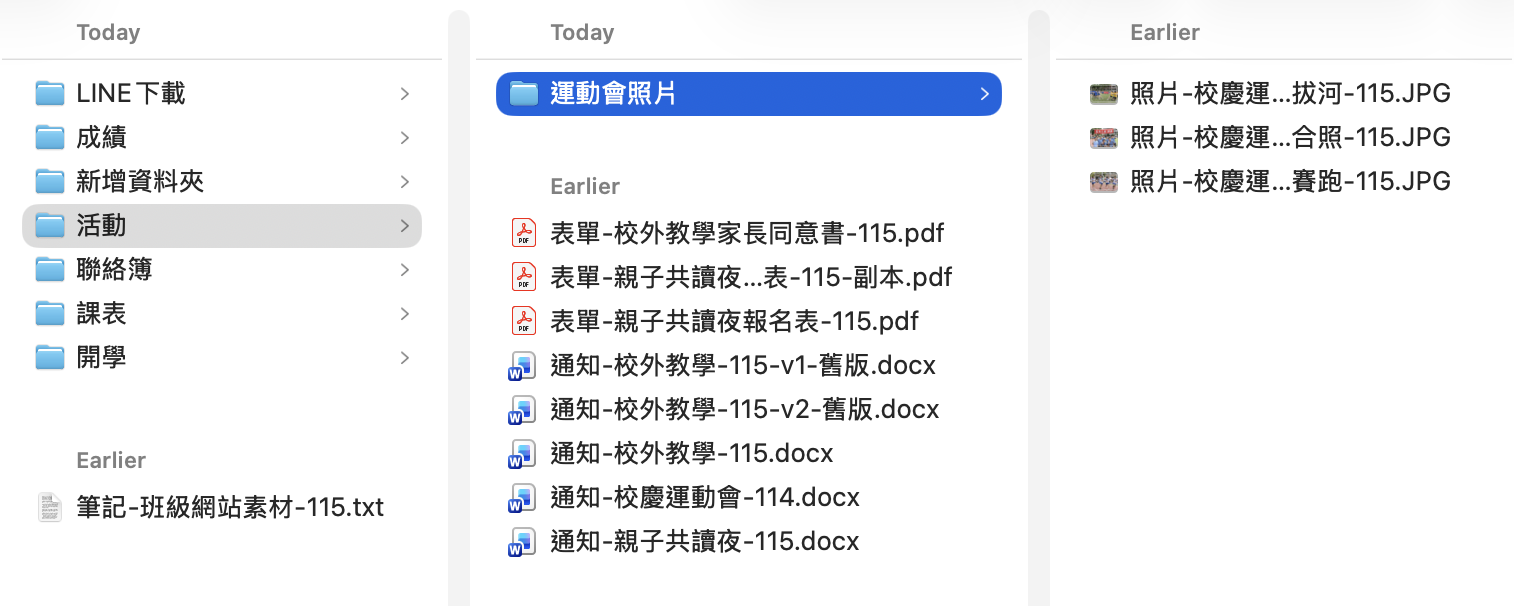 Today
LINE下載
成績
新增資料夾
活動
聯絡簿
課表
開學
Earlier
筆記-班級網站素材-115.txt
Today
運動會照片
Earlier
表單-校外教學家長同意書-115.pdf
表單-親子共讀夜...表-115-副本.pdf
表單-親子共讀夜報名表-115.pdf
通知-校外教學-115-v1-舊版.docx
通知-校外教學-115-v2-舊版.docx
通知-校外教學-115.docx
通知-校慶運動會-114.docx
通知-親子共讀夜-115.docx
Earlier
照片-校慶運...拔河-115.JPG
照片-校慶運...合照-115.JPG
照片-校慶運...賽跑-115.JPG